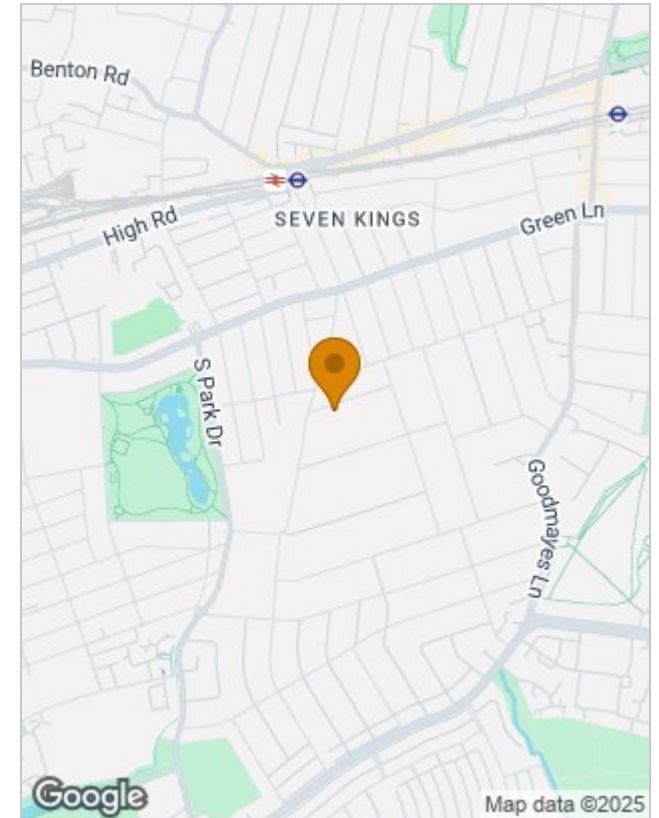 Benton Rd
High Rd
SEVEN KINGS
Green Ln
S Park Dr
Goodmayes Ln
Google
Map data ©2025